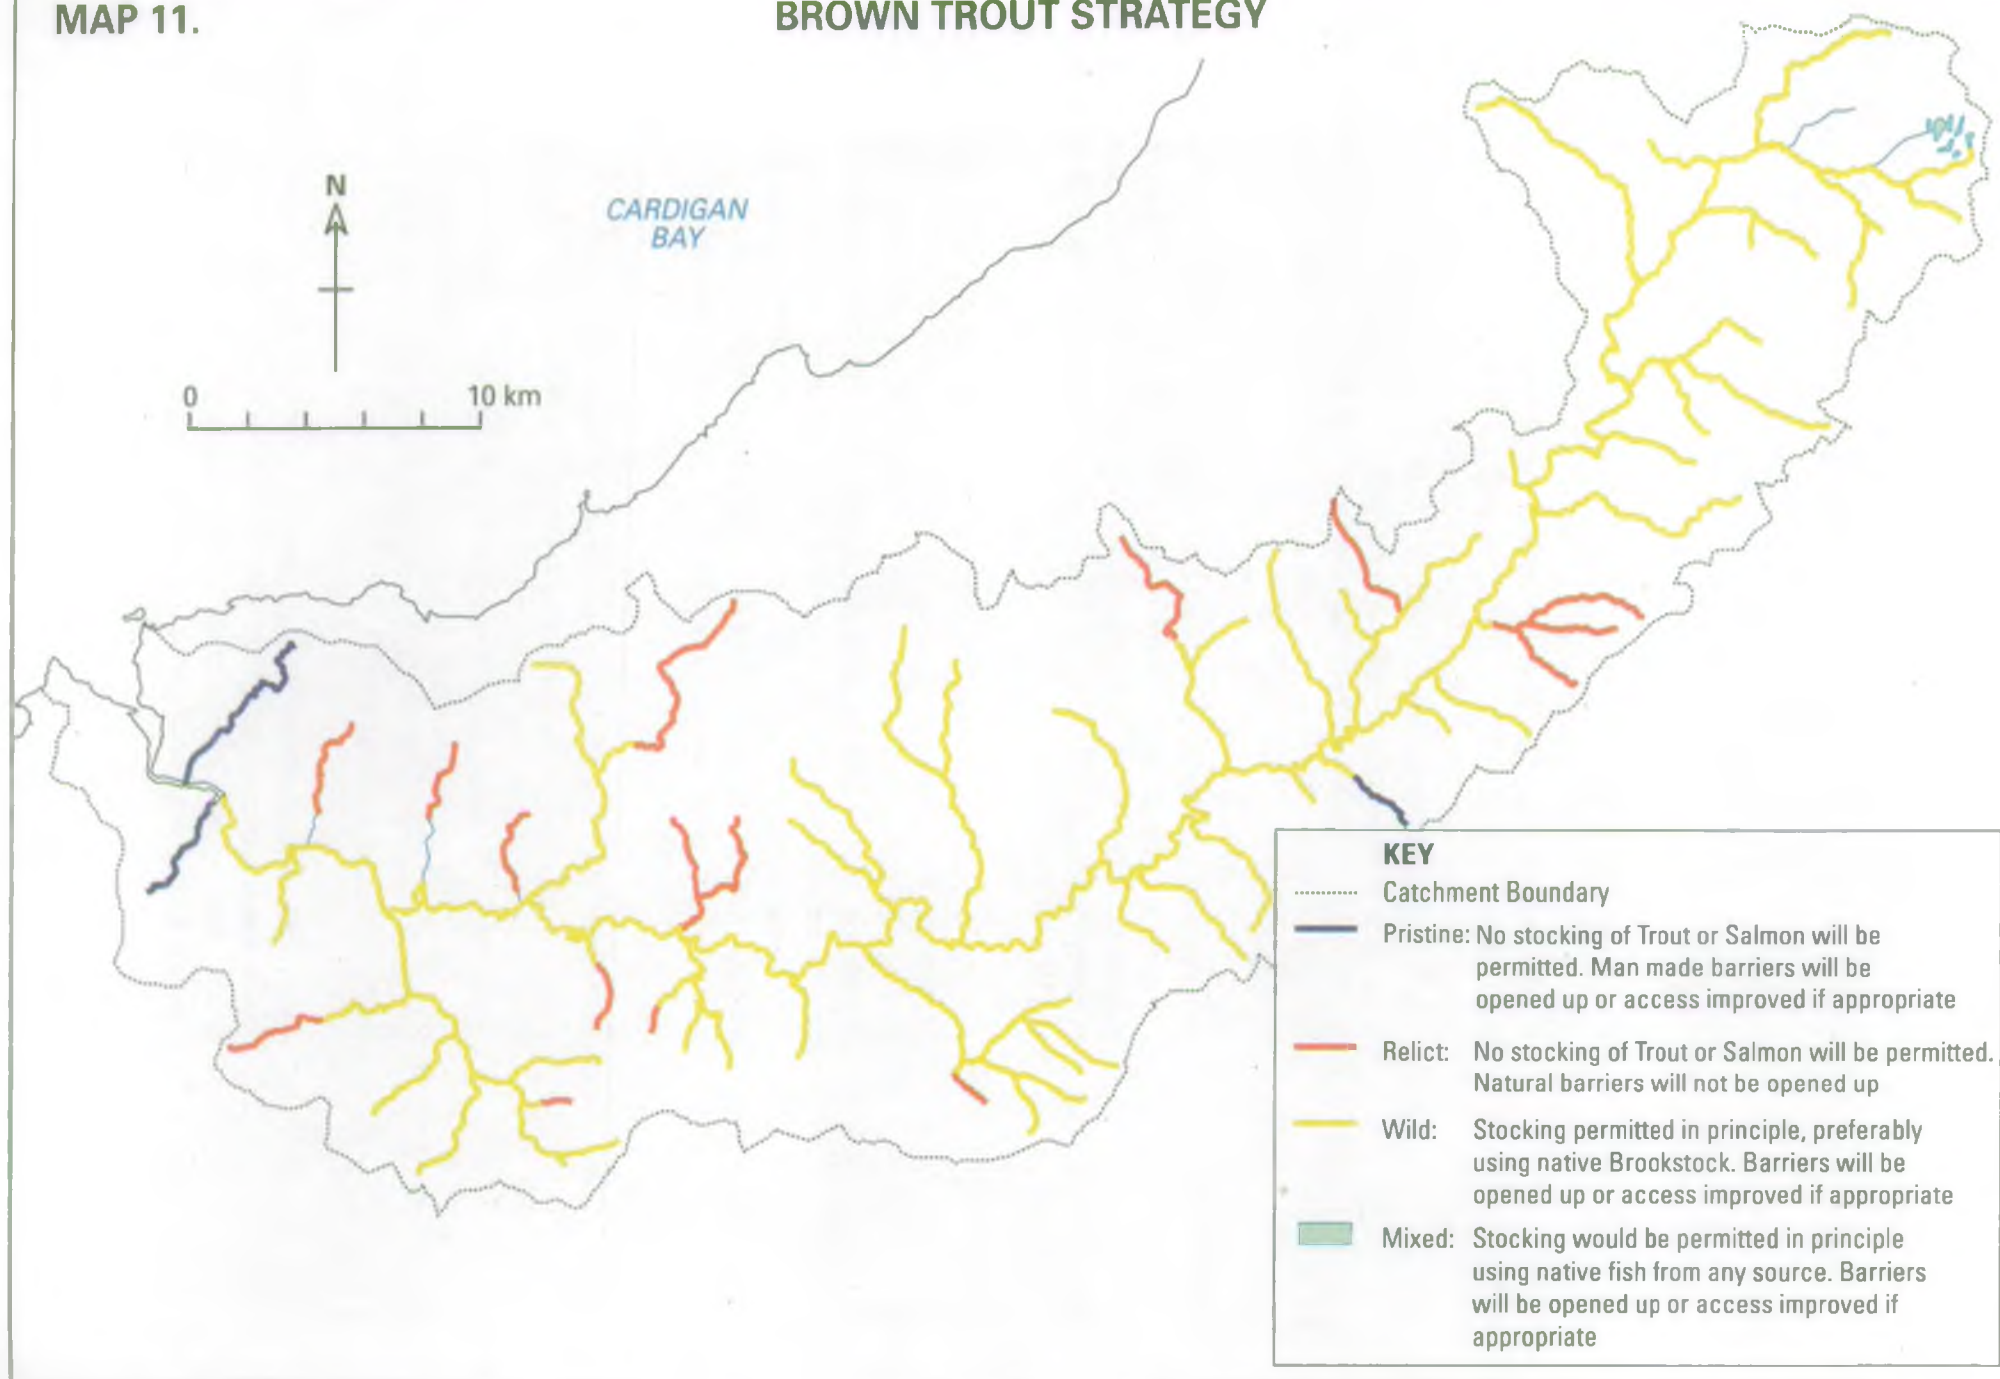 MAP 11.
BROWN TROUT STRATEGY
N
CARDIGAN
BAY
0 10 km
KEY
Catchment Boundary
Pristine: No stocking of Trout or Salmon will be
permitted. Man made barriers will be
opened up or access improved if appropriate
Relict: No stocking of Trout or Salmon will be permitted.
Natural barriers will not be opened up
Wild: Stocking permitted in principle, preferably
using native Brookstock. Barriers will be
opened up or access improved if appropriate
Mixed: Stocking would be permitted in principle
using native fish from any source. Barriers
will be opened up or access improved if
appropriate